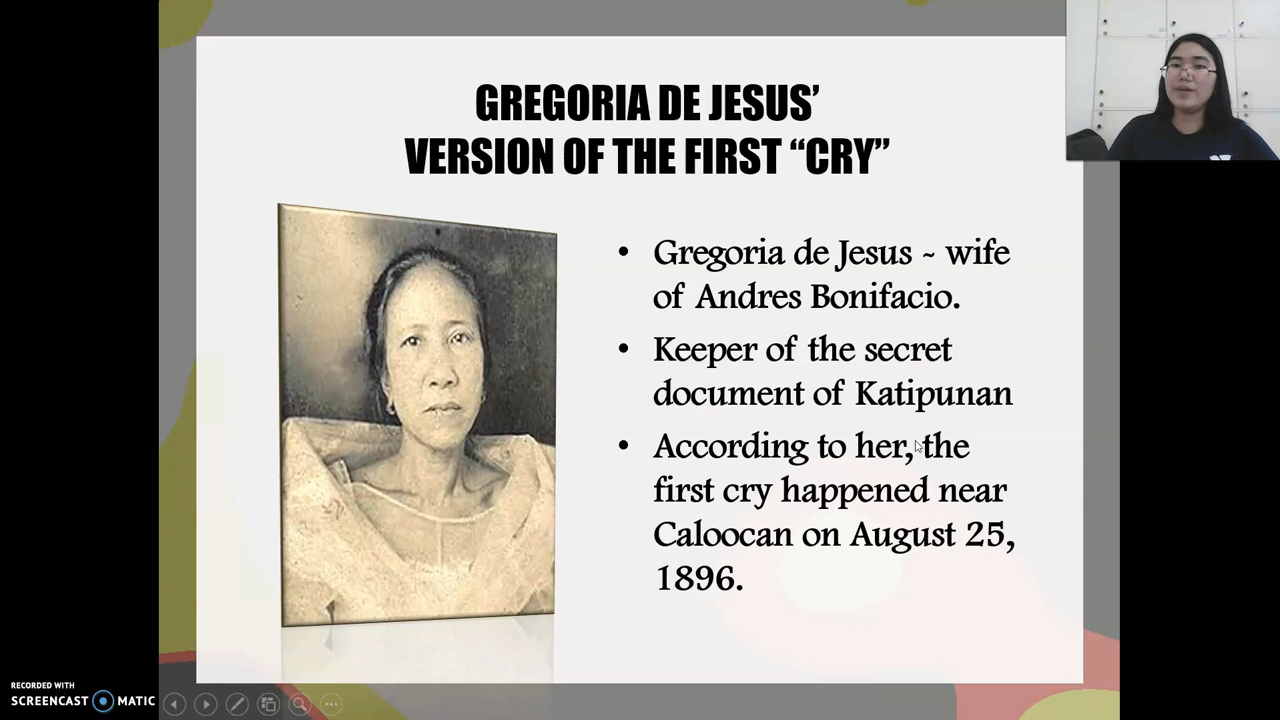 GREGORIA DE JESUS’
VERSION OF THE FIRST “CRY”
• Gregoria de Jesus ~ wife
of Andres Bonifacio.
• Keeper of the secret
document of Katipunan
• According to her, the
first cry happened near
Caloocan on August 25,
1896.
RECORDED WITH
SCREENCAST MATIC